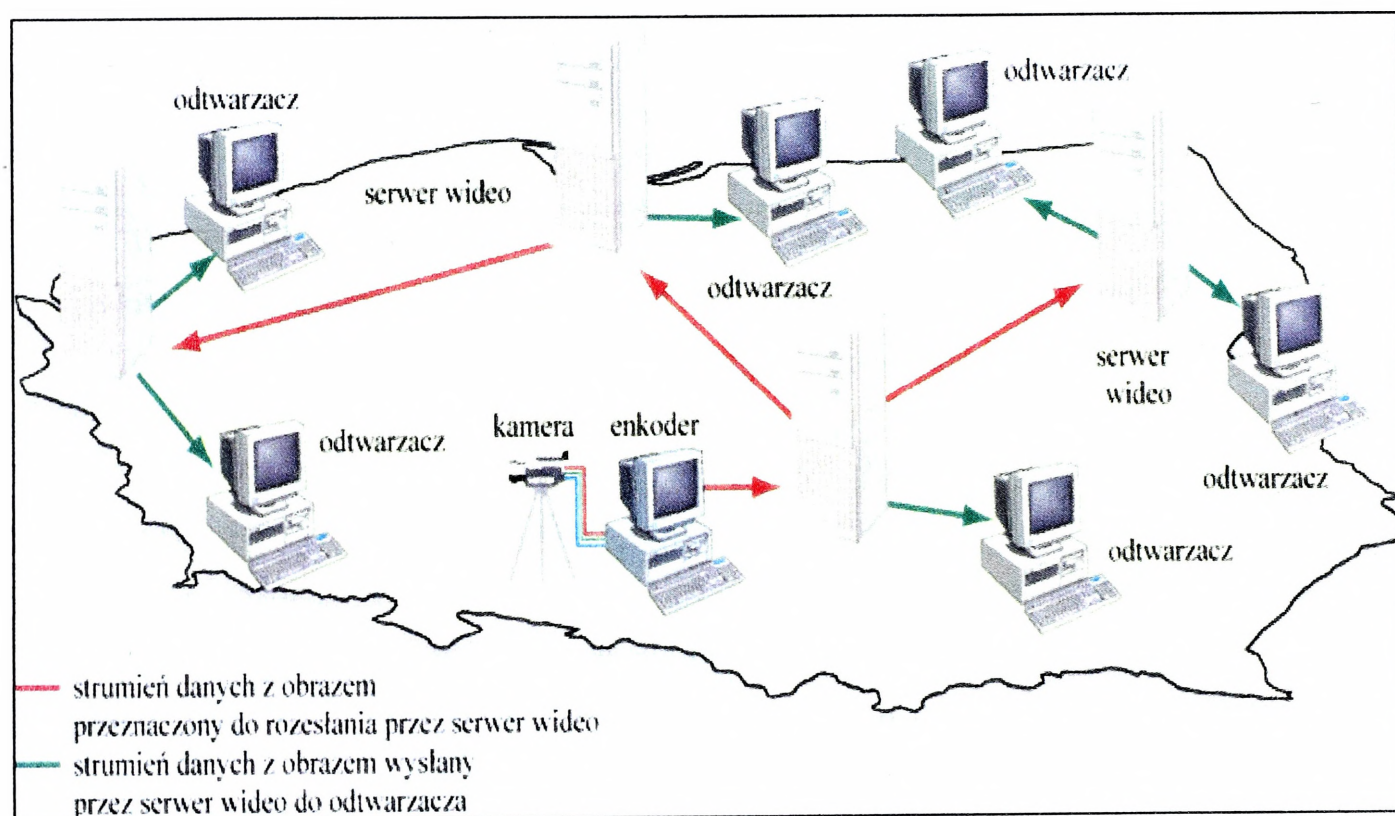 odtwarzacz
odtwarzacz
serwer wideo
odtwarzacz
serwer
wideo
odtwarzacz
kamera
enkoder
odtwarzacz
odtwarzacz
strumień danych z obrazem
przeznaczony do rozesłania przez serwer wideo
strumień danych z obrazem wysłany
przez serwer wideo do odtwarzacza